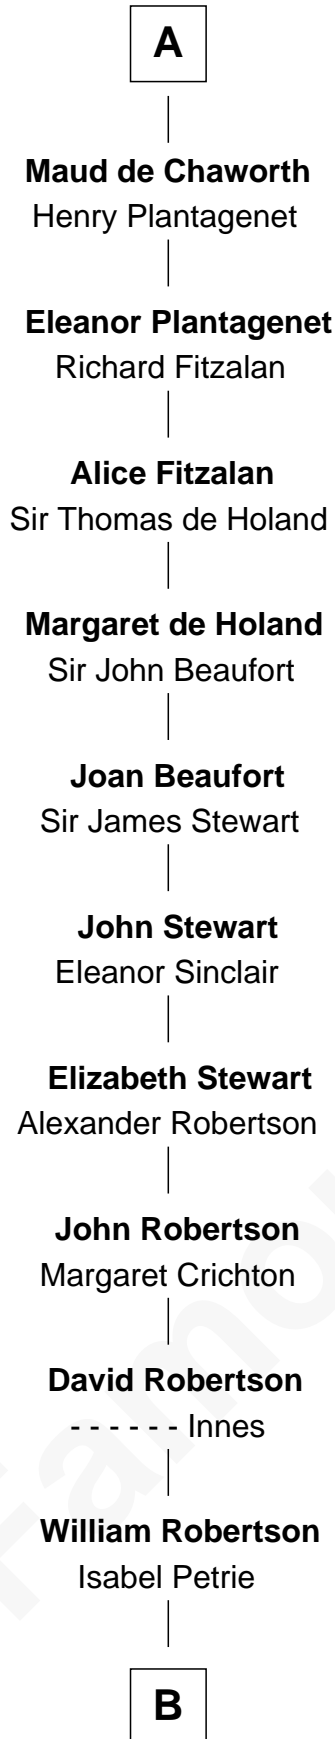 A
Maud de Chaworth
Henry Plantagenet
Eleanor Plantagenet
Richard Fitzalan
Alice Fitzalan
Sir Thomas de Holand
Margaret de Holand
Sir John Beaufort
Joan Beaufort
Sir James Stewart
John Stewart
Eleanor Sinclair
Elizabeth Stewart
Alexander Robertson
John Robertson
Margaret Crichton
David Robertson
- - - - - - Innes
William Robertson
Isabel Petrie
B